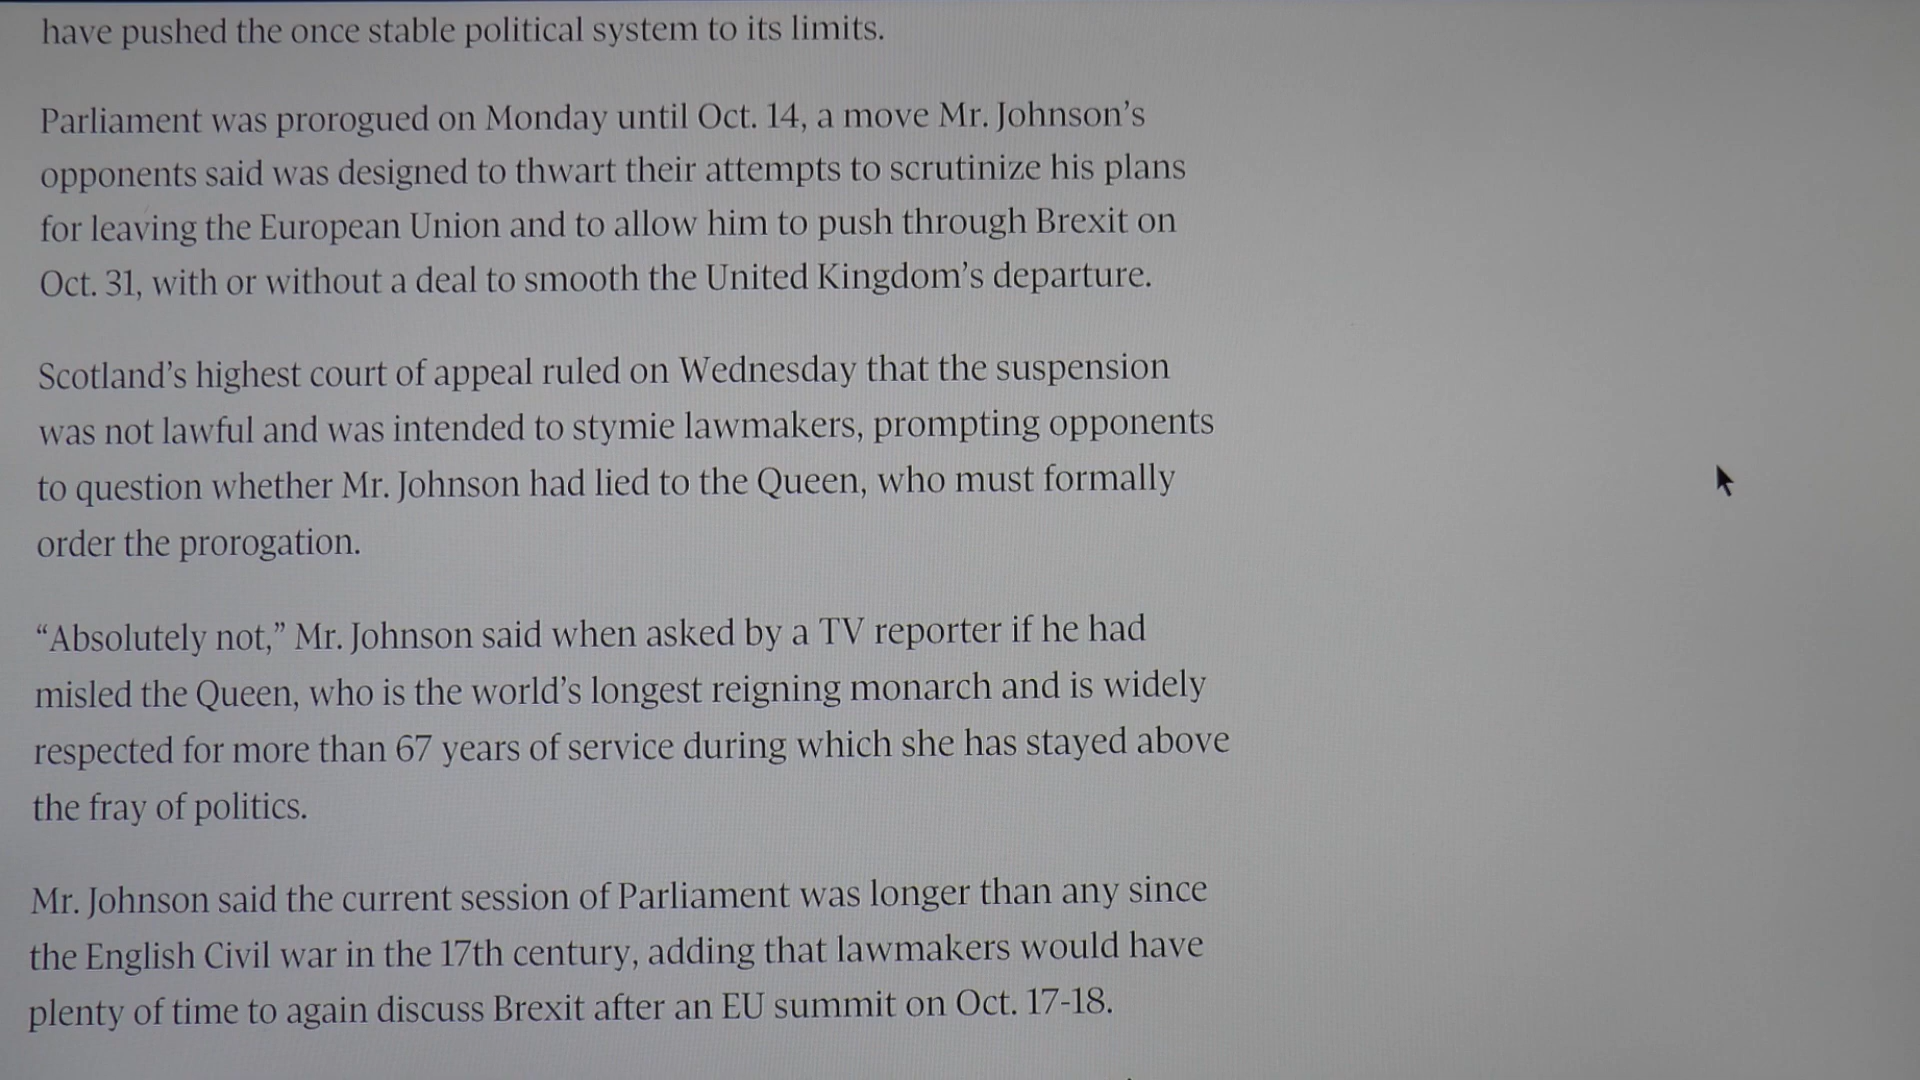 have pushed the once stable political system to its limits.
Parliament was prorogued on Monday until Oct. 14, a move Mr. Johnson’s
opponents said was designed to thwart their attempts to scrutinize his plans
for leaving the European Union and to allow him to push through Brexit on
Oct. 31, with or without a deal to smooth the United Kingdom’s departure.
Scotland’s highest court of appeal ruled on Wednesday that the suspension
was not lawful and was intended to stymie lawmakers, prompting opponents
to question whether Mr. Johnson had lied to the Queen, who must formally
order the prorogation.
“Absolutely not,” Mr. Johnson said when asked by a TV reporter if he had
misled the Queen, who is the world’s longest reigning monarch and is widely
respected for more than 67 years of service during which she has stayed above
the fray of politics.
Mr. Johnson said the current session of Parliament was longer than any since
the English Civil war in the 17th century, adding that lawmakers would have
plenty of time to again discuss Brexit after an EU summit on Oct. 17-18.